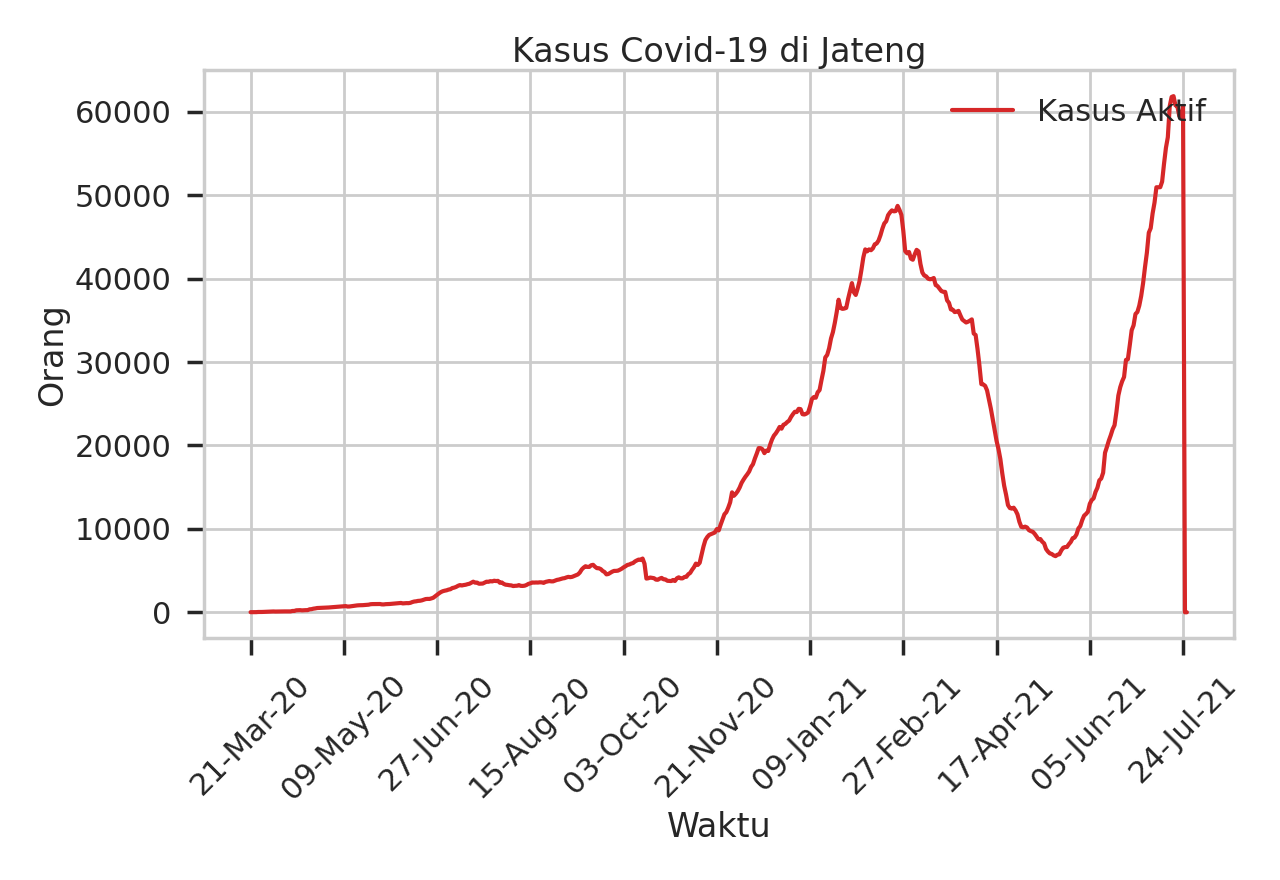 Kasus Covid-19 di Jateng
Kasus Aktif
60000
50000
40000
30000
20000
10000
0
Orang
21-Mar-20
09-May-20
27-Jun-20
15-Aug-20
03-Oct-20
21-Nov-20
09-Jan-21
27-Feb-21
17-Apr-21
05-Jun-21
24-Jul-21
Waktu